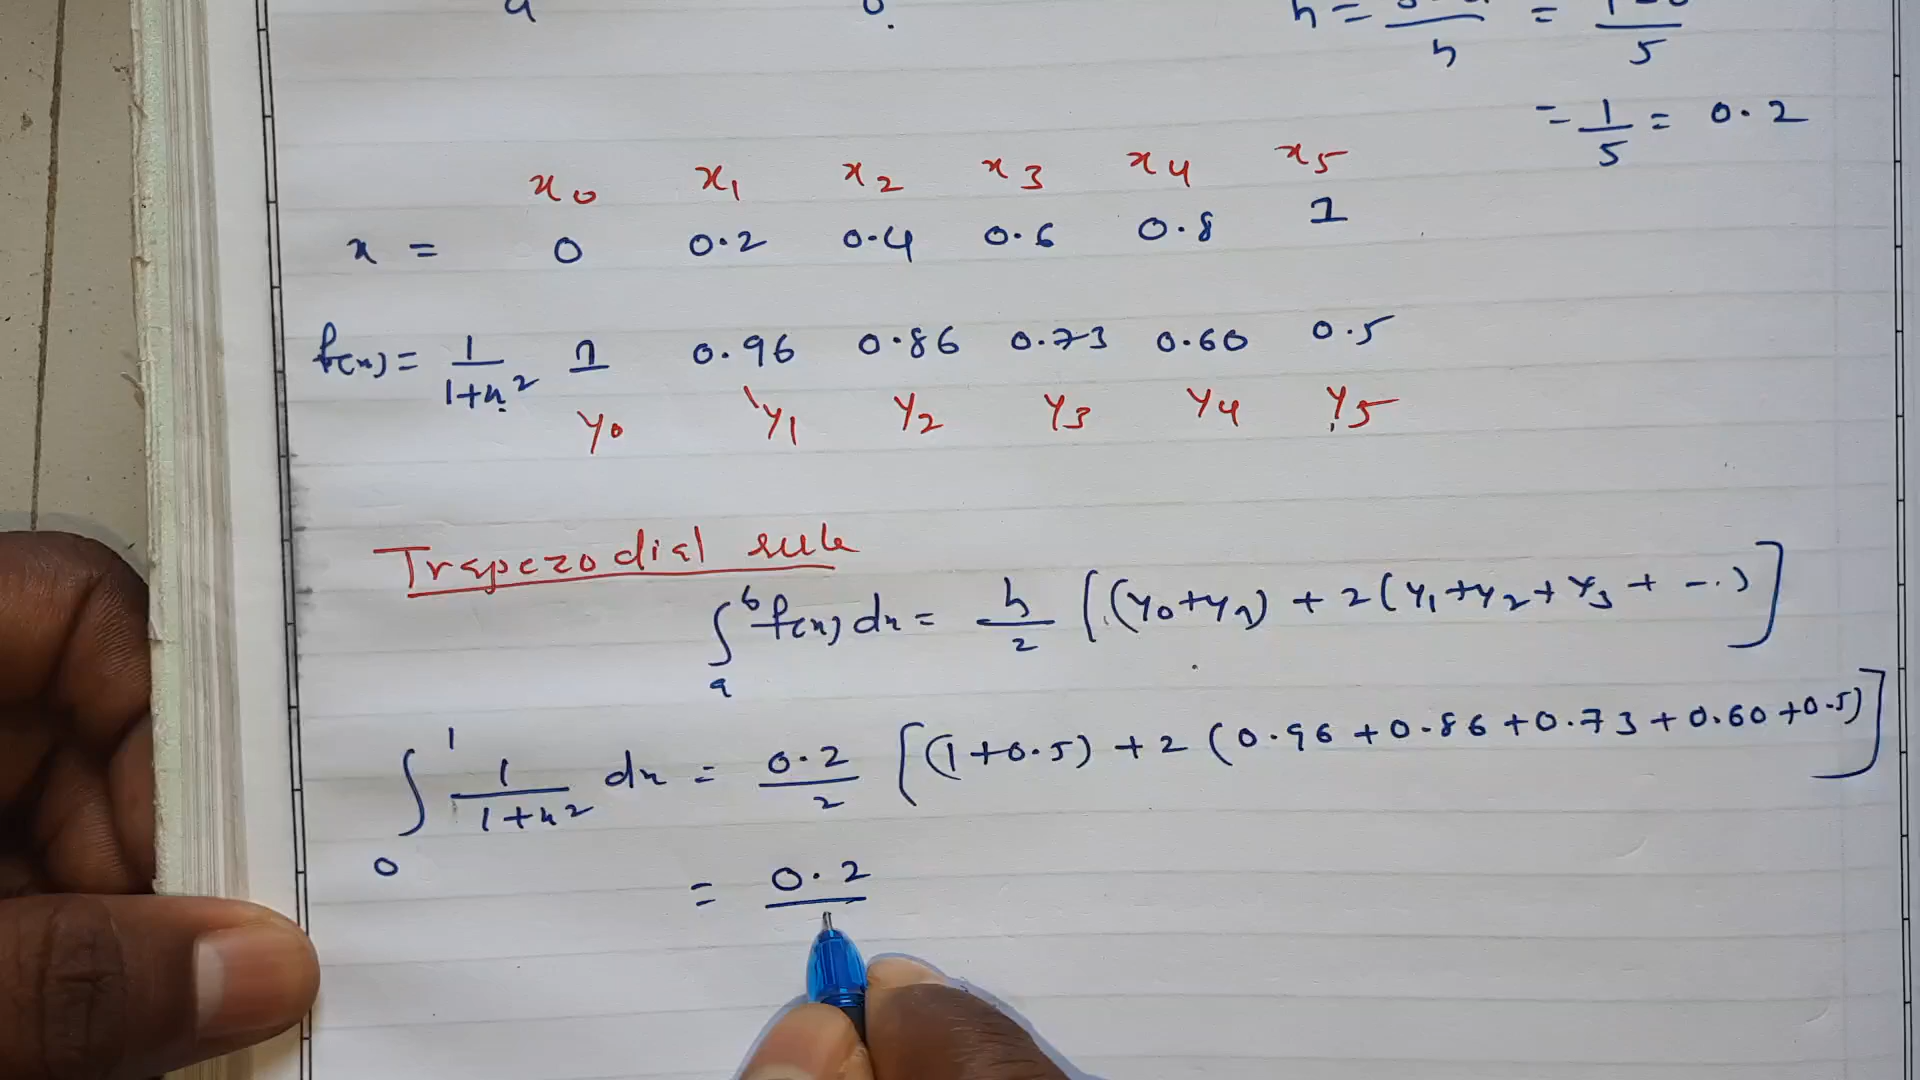 a b. h = b-a/h = 1-0/5
= 1/5 = 0.2
x0 x1 x2 x3 x4 x5
x = 0 0.2 0.4 0.6 0.8 1
f(x) = 1/1+x² 1 0.96 0.86 0.73 0.60 0.5
y0 y1 y2 y3 y4 y5
Trapezodial rule
∫ₐᵇ f(x) dx = h/2 [(y0+yn) + 2(y1+y2+y3+ -..)]
∫₀¹ 1/1+x² dx = 0.2/2 [(1+0.5) + 2 (0.96+0.86+0.73+0.60+0.5)]
= 0.2